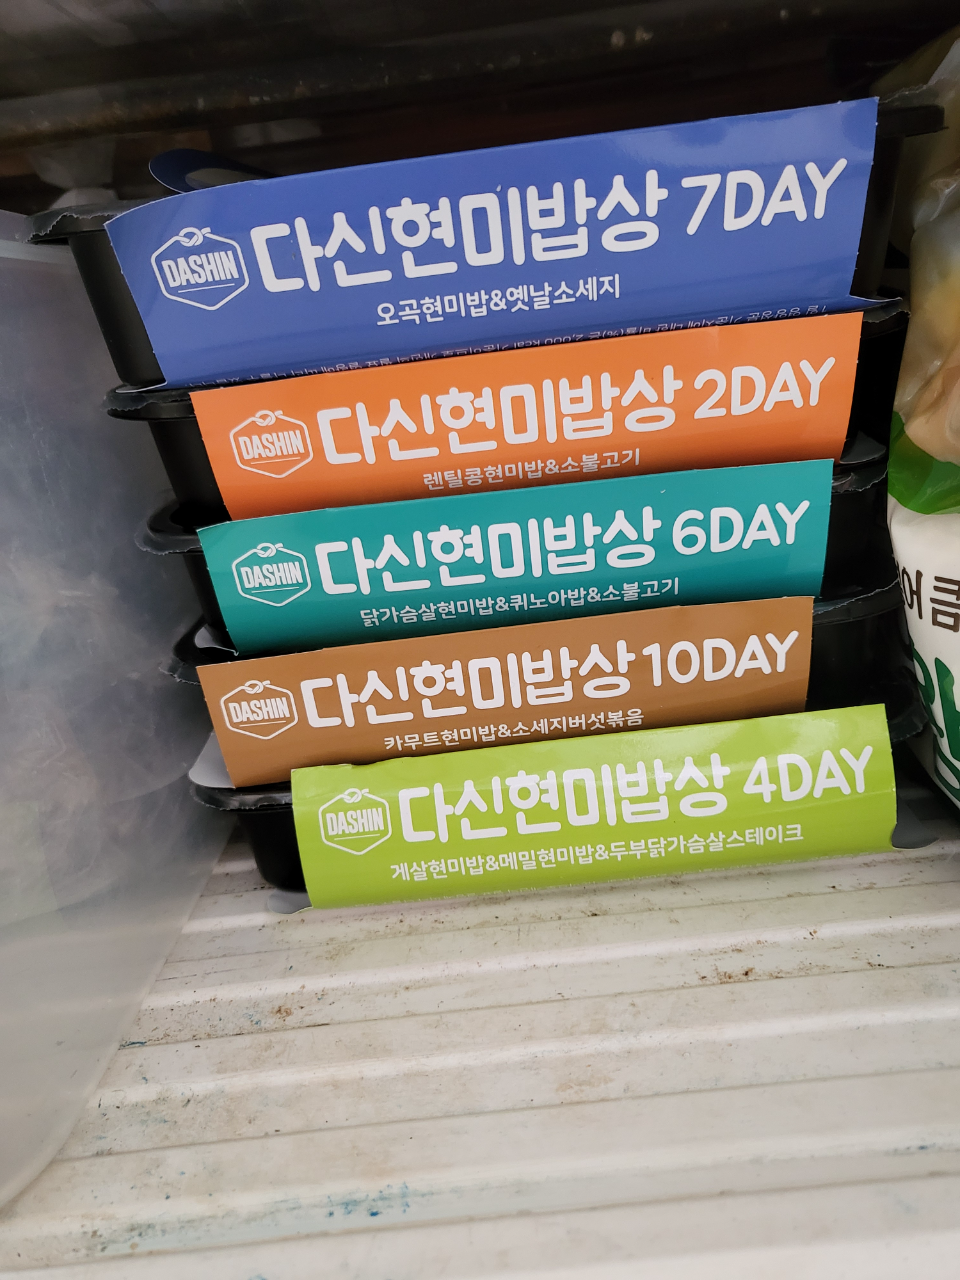 DASHIN
다신현미밥상 7DAY
오곡현미밥&옛날소세지
DASHIN
다신현미밥상 2DAY
렌틸콩현미밥&소불고기
DASHIN
다신현미밥상 6DAY
닭가슴살현미밥&퀴노아밥&소불고기
DASHIN
다신현미밥상 10DAY
카무트현미밥&소세지버섯볶음
DASHIN
다신현미밥상 4DAY
게살현미밥&메밀현미밥&두부닭가슴살스테이크